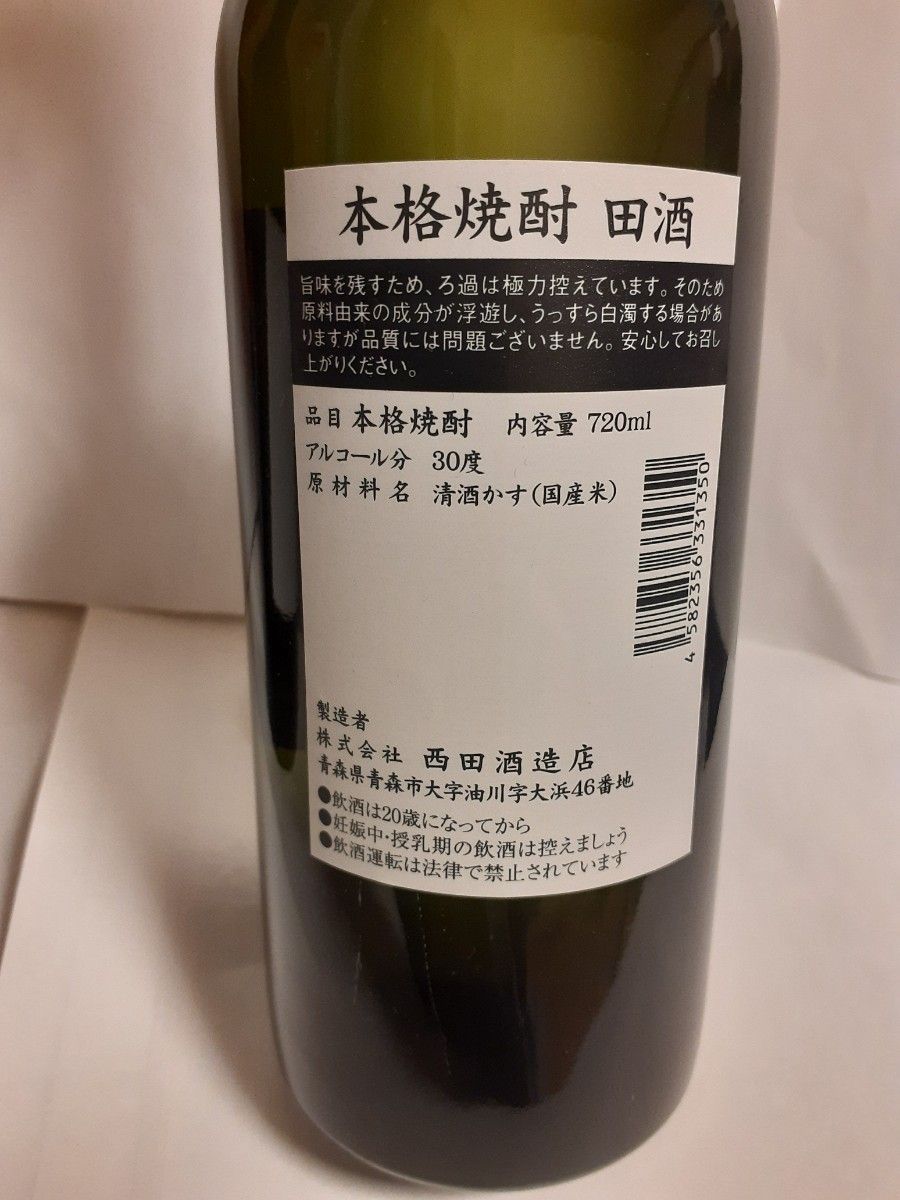 本格焼酎 田酒
旨味を残すため、ろ過は極力控えています。そのため
原料由来の成分が浮遊し、うっすら白濁する場合があ
りますが品質には問題ございません。安心してお召し
上がりください。
品目 本格焼酎 内容量 720ml
アルコール分 30度
原材料名 清酒かす(国産米)
4 582356 331350
製造者
株式会社 西田酒造店
青森県青森市大字油川字大浜46番地
●飲酒は20歳になってから
●妊娠中・授乳期の飲酒は控えましょう
●飲酒運転は法律で禁止されています